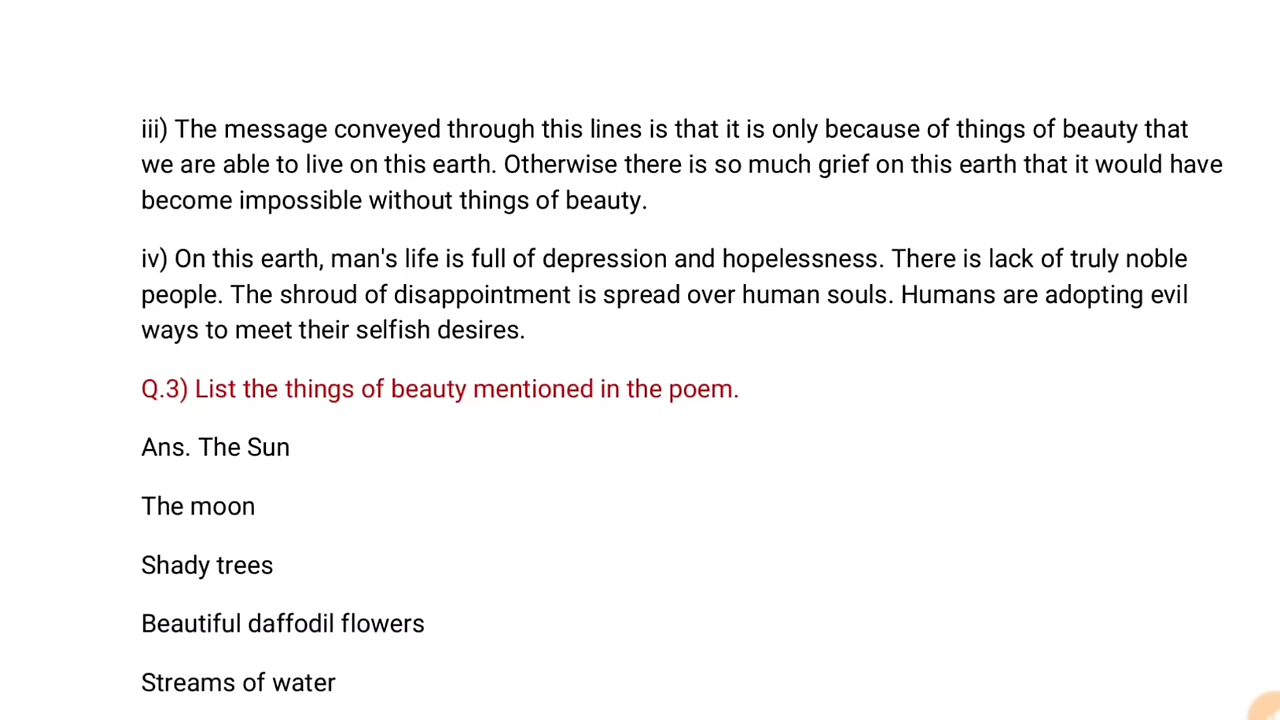 iii) The message conveyed through this lines is that it is only because of things of beauty that
we are able to live on this earth. Otherwise there is so much grief on this earth that it would have
become impossible without things of beauty.
iv) On this earth, man's life is full of depression and hopelessness. There is lack of truly noble
people. The shroud of disappointment is spread over human souls. Humans are adopting evil
ways to meet their selfish desires.
Q.3) List the things of beauty mentioned in the poem.
Ans. The Sun
The moon
Shady trees
Beautiful daffodil flowers
Streams of water